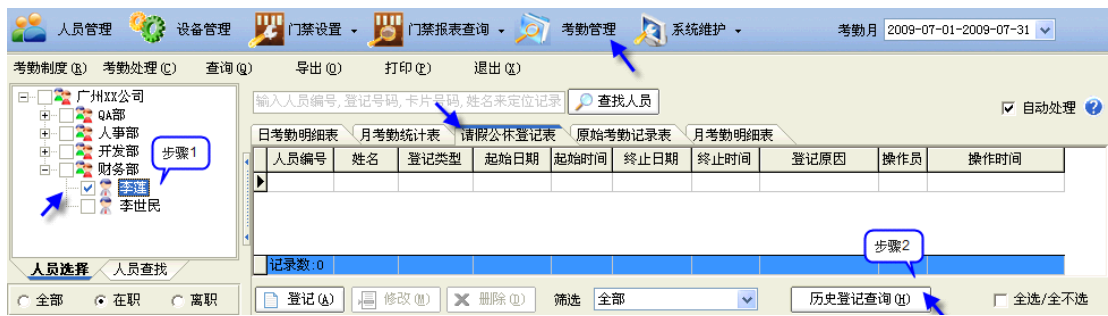 人员管理 设备管理 门禁设置 门禁报表查询 考勤管理 系统维护 考勤月 2009-07-01-2009-07-31
考勤制度(R) 考勤处理(C) 查询(Q) 导出(O) 打印(P) 退出(X)
广州XX公司
QA部
人事部
开发部
财务部
李莲
李世民
步骤1
人员选择 人员查找
全部 在职 离职
输入人员编号,登记号码,卡片号码,姓名来定位记录 查找人员 自动处理
日考勤明细表 月考勤统计表 请假公休登记表 原始考勤记录表 月考勤明细表
人员编号 姓名 登记类型 起始日期 起始时间 终止日期 终止时间 登记原因 操作员 操作时间
步骤2
记录数:0
登记(A) 修改(M) 删除(D) 筛选 全部 历史登记查询(H) 全选/全不选